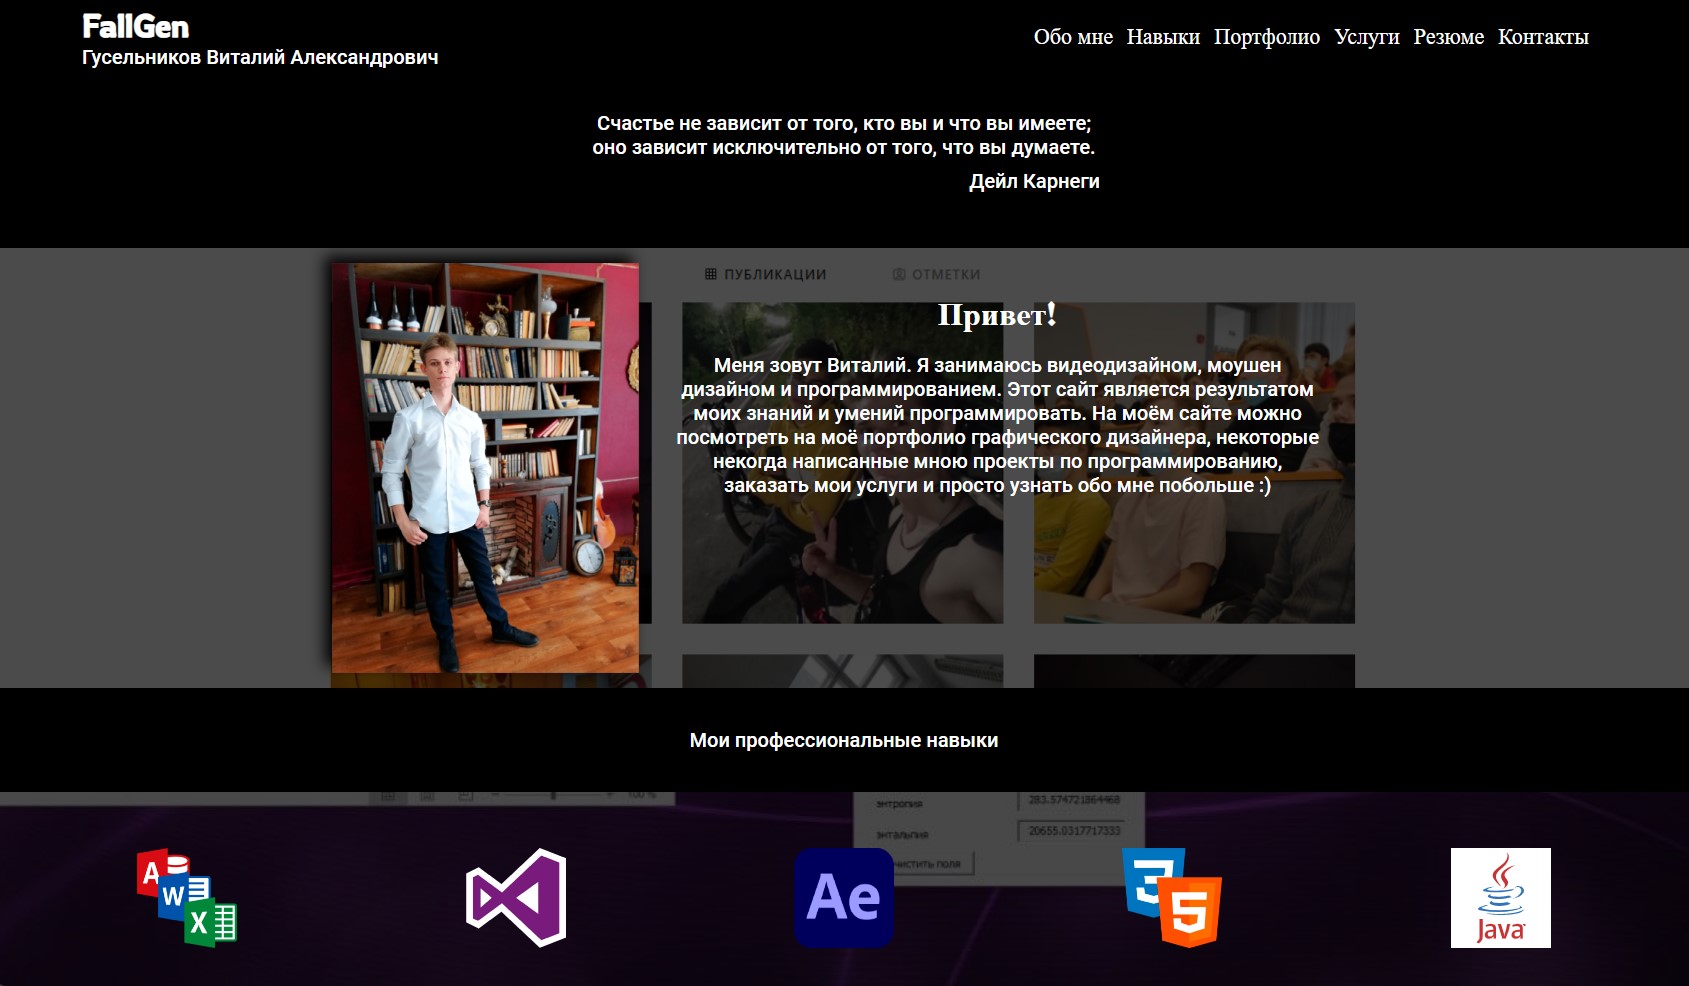 FallGen
Гусельников Виталий Александрович
Обо мне Навыки Портфолио Услуги Резюме Контакты
Счастье не зависит от того, кто вы и что вы имеете;
оно зависит исключительно от того, что вы думаете.
Дейл Карнеги
ПУБЛИКАЦИИ ОТМЕТКИ
Привет!
Меня зовут Виталий. Я занимаюсь видеодизайном, моушен
дизайном и программированием. Этот сайт является результатом
моих знаний и умений программировать. На моём сайте можно
посмотреть на моё портфолио графического дизайнера, некоторые
некогда написанные мною проекты по программированию,
заказать мои услуги и просто узнать обо мне побольше :)
Мои профессиональные навыки
100 %
энтропия 283.574721864468
энтальпия 20655.0317717333
чистить поля
A
W
X
Ae
3
5
Java